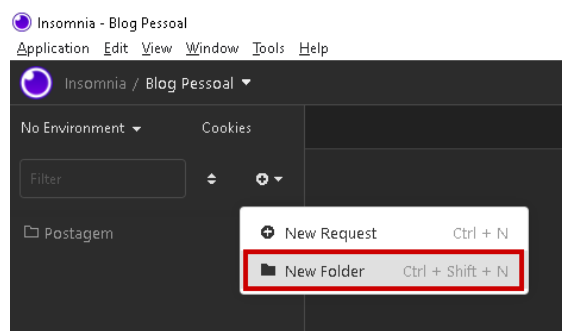 Insomnia - Blog Pessoal
Application Edit View Window Tools Help
Insomnia / Blog Pessoal
No Environment Cookies
Filter
Postagem
New Request Ctrl + N
New Folder Ctrl + Shift + N